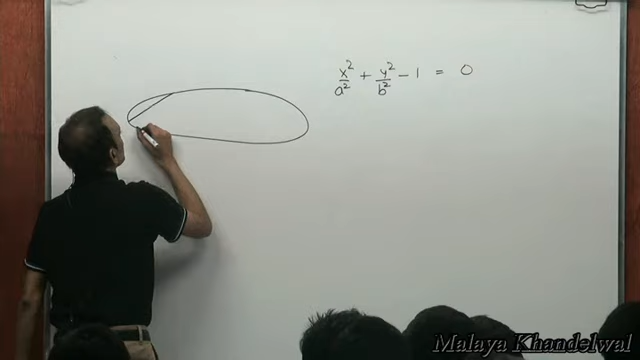 x²/a² + y²/b² - 1 = 0
Malaya Khandelwal